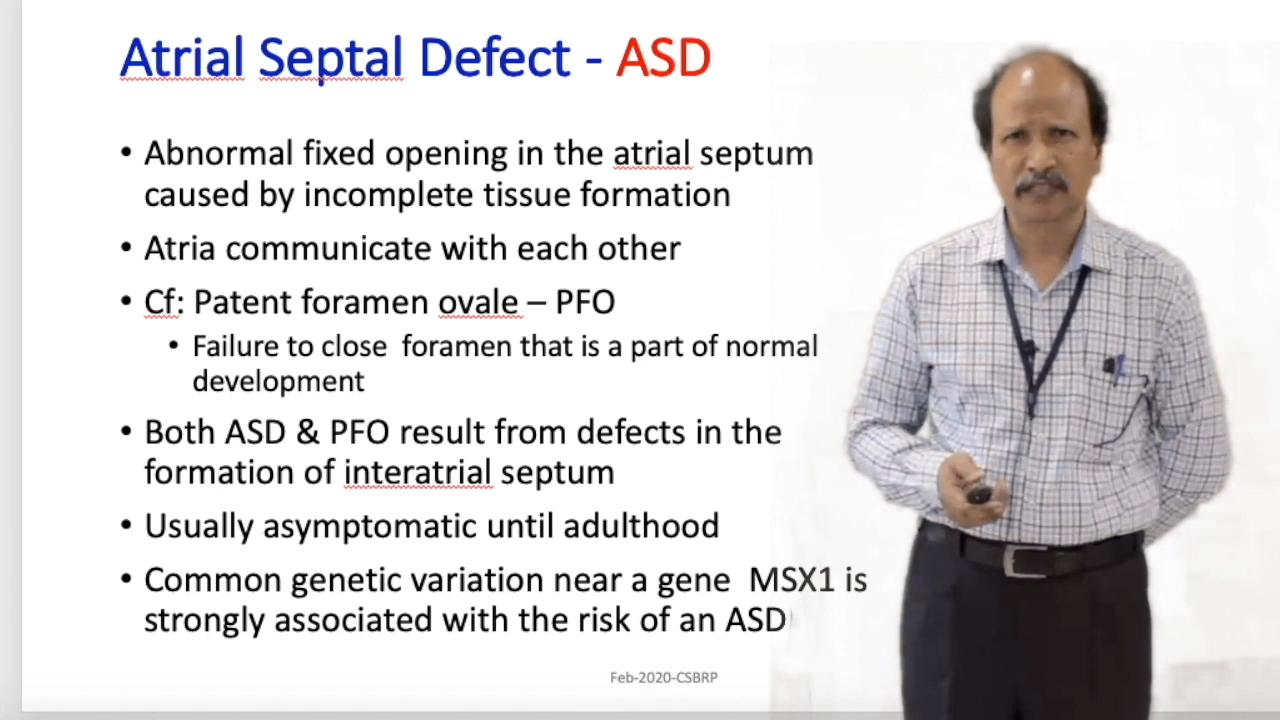 Atrial Septal Defect - ASD
• Abnormal fixed opening in the atrial septum
caused by incomplete tissue formation
• Atria communicate with each other
• Cf: Patent foramen ovale – PFO
• Failure to close foramen that is a part of normal
development
• Both ASD & PFO result from defects in the
formation of interatrial septum
• Usually asymptomatic until adulthood
• Common genetic variation near a gene MSX1 is
strongly associated with the risk of an ASD
Feb-2020-CSBRP